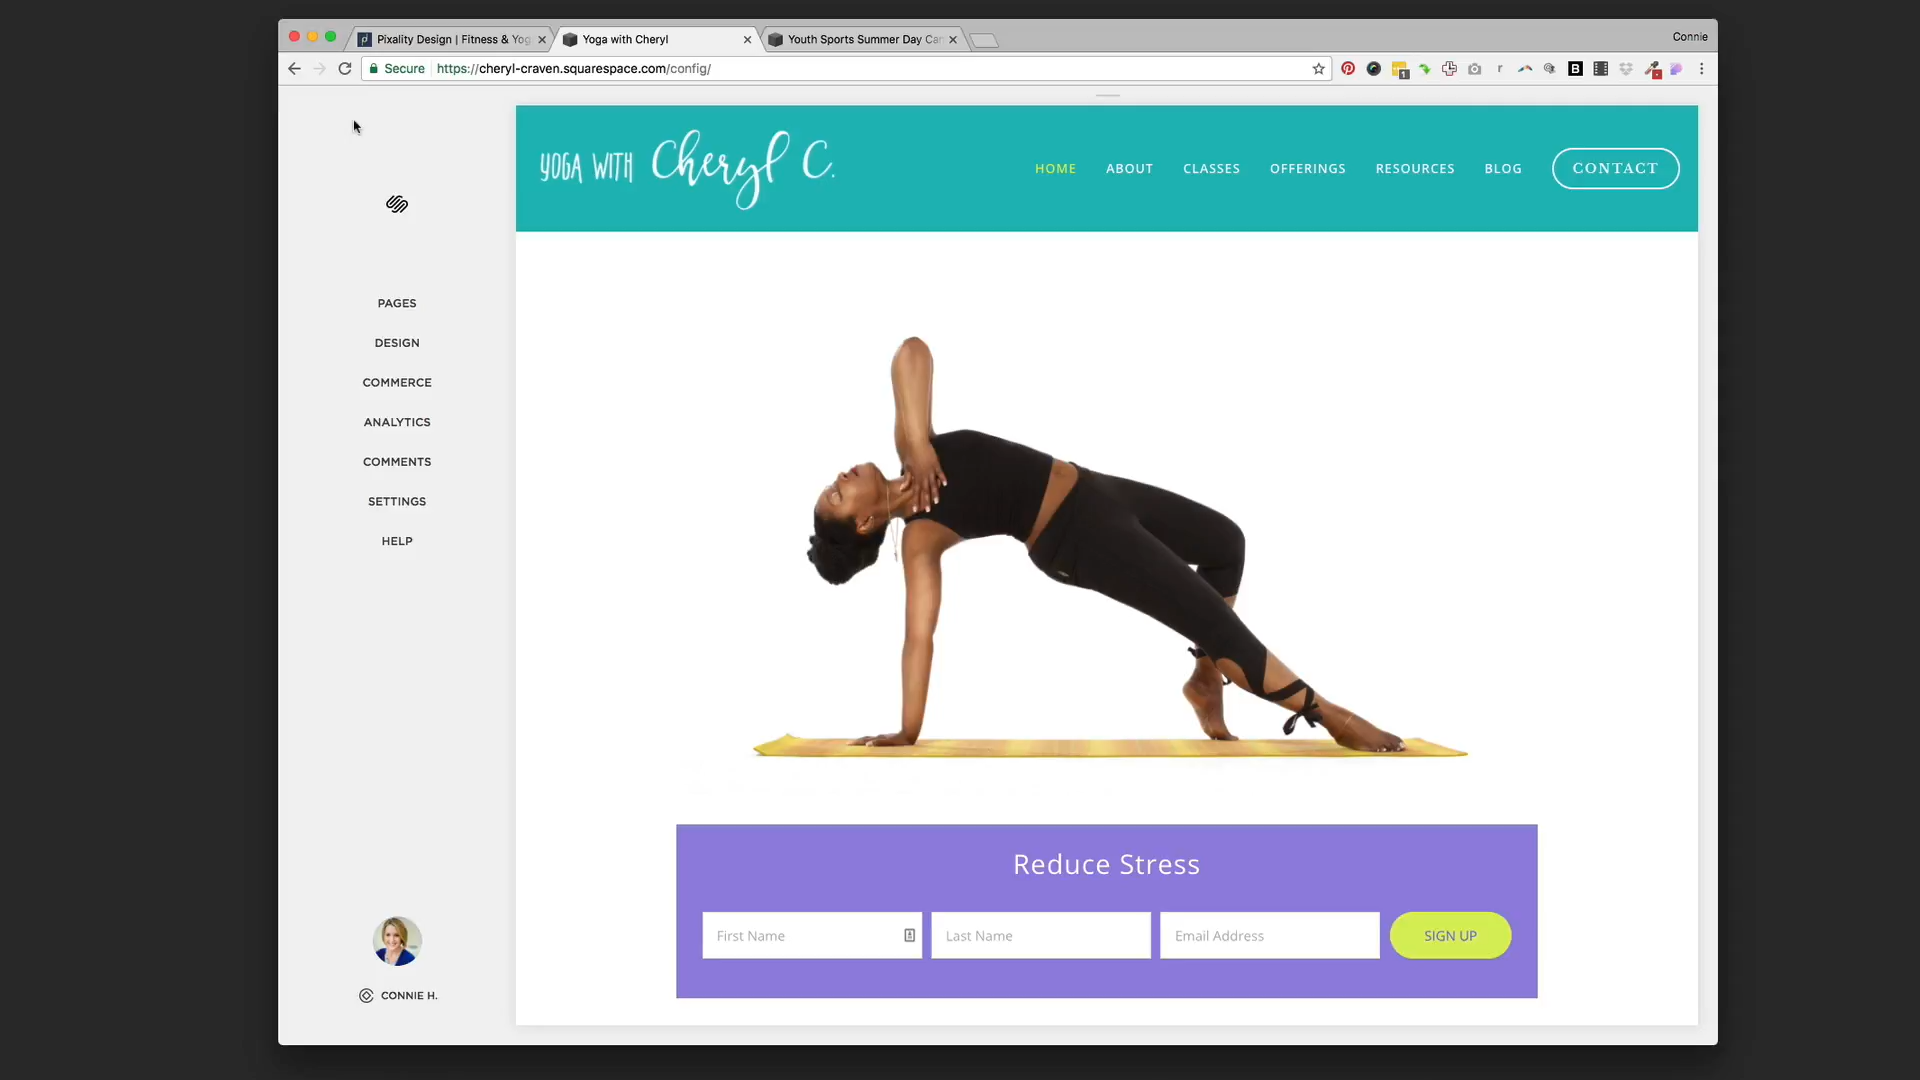 Pixality Design | Fitness & Yog
Yoga with Cheryl
Youth Sports Summer Day Car
Connie
Secure
https://cheryl-craven.squarespace.com/config/
1
r
B
YOGA WITH Cheryl C.
HOME
ABOUT
CLASSES
OFFERINGS
RESOURCES
BLOG
CONTACT
PAGES
DESIGN
COMMERCE
ANALYTICS
COMMENTS
SETTINGS
HELP
Reduce Stress
First Name
Last Name
Email Address
SIGN UP
CONNIE H.